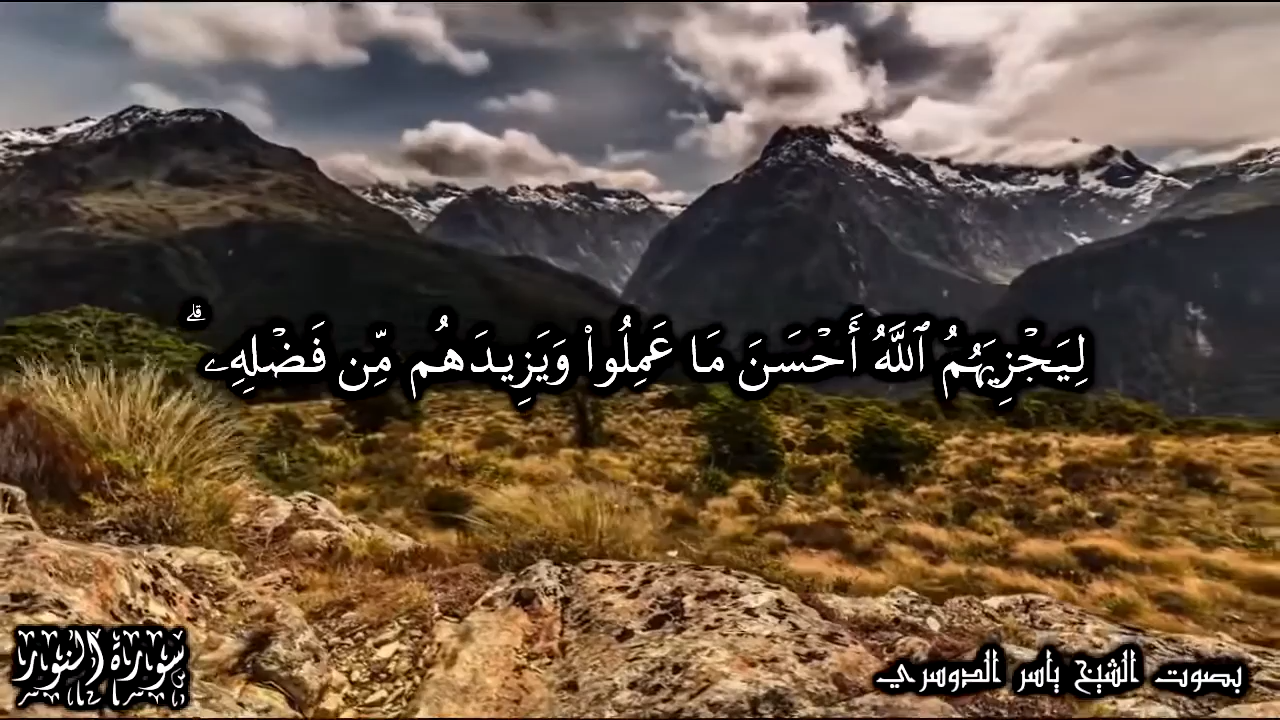 لِيَجْزِيَهُمُ ٱللَّهُ أَحْسَنَ مَا عَمِلُوا۟ وَيَزِيدَهُم مِّن فَضْلِهِۦ ۗ
بصوت الشيخ ياسر الدوسري
سورة النور